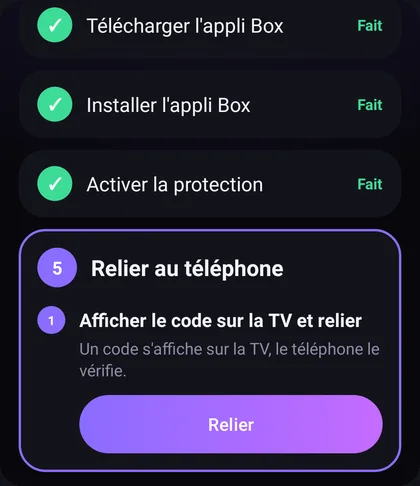 ✓ Télécharger l'appli Box Fait
✓ Installer l'appli Box Fait
✓ Activer la protection Fait
5 Relier au téléphone
1 Afficher le code sur la TV et relier
Un code s'affiche sur la TV, le téléphone le
vérifie.
Relier